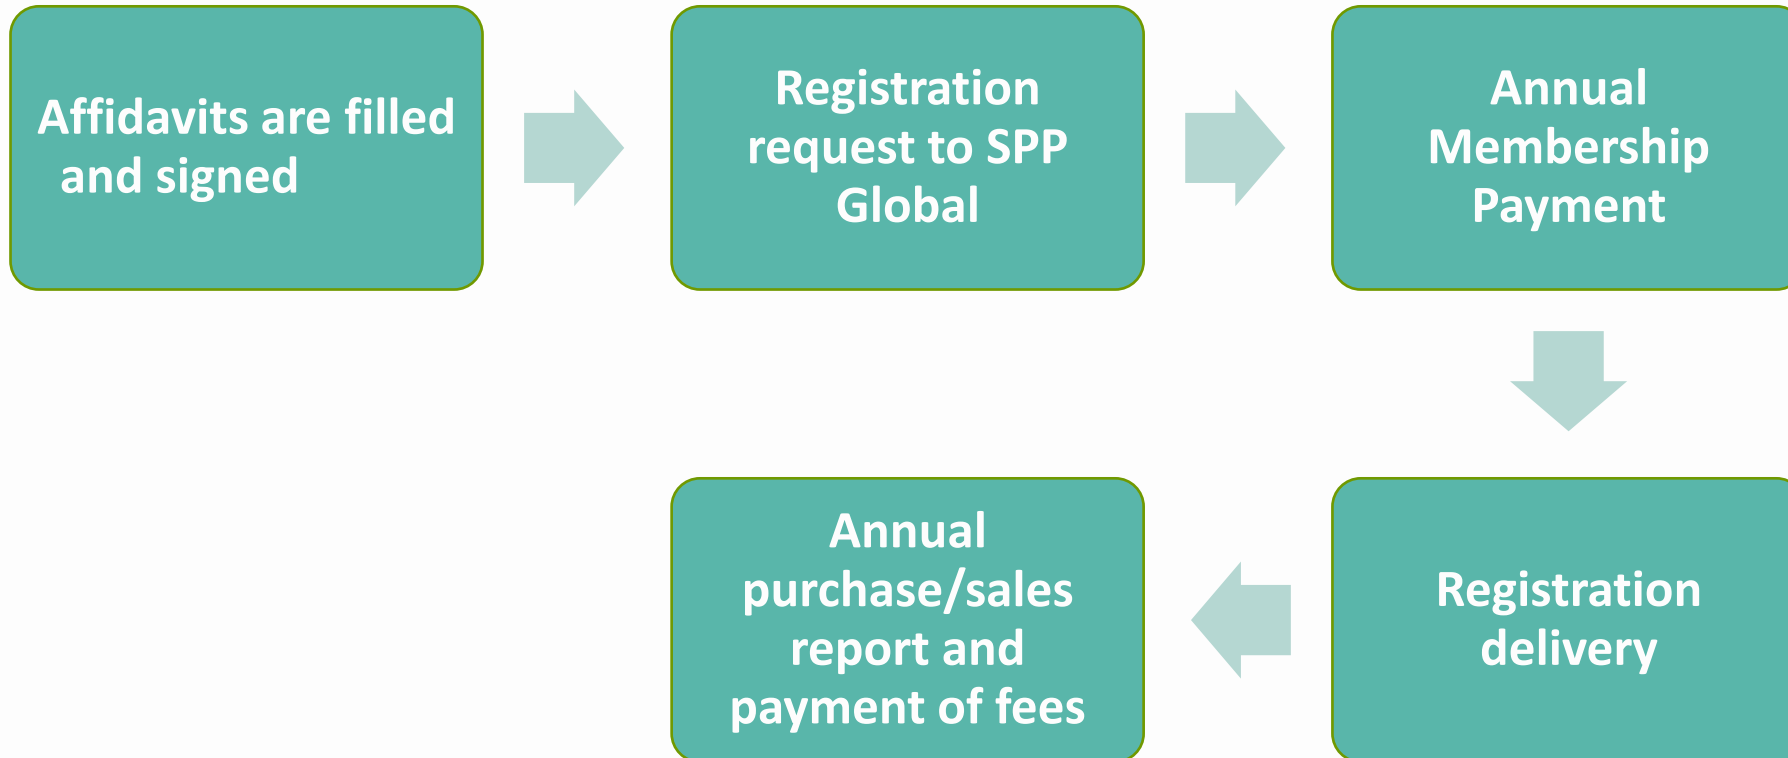 Affidavits are filled
and signed
Registration
request to SPP
Global
Annual
Membership
Payment
Registration
delivery
Annual
purchase/sales
report and
payment of fees